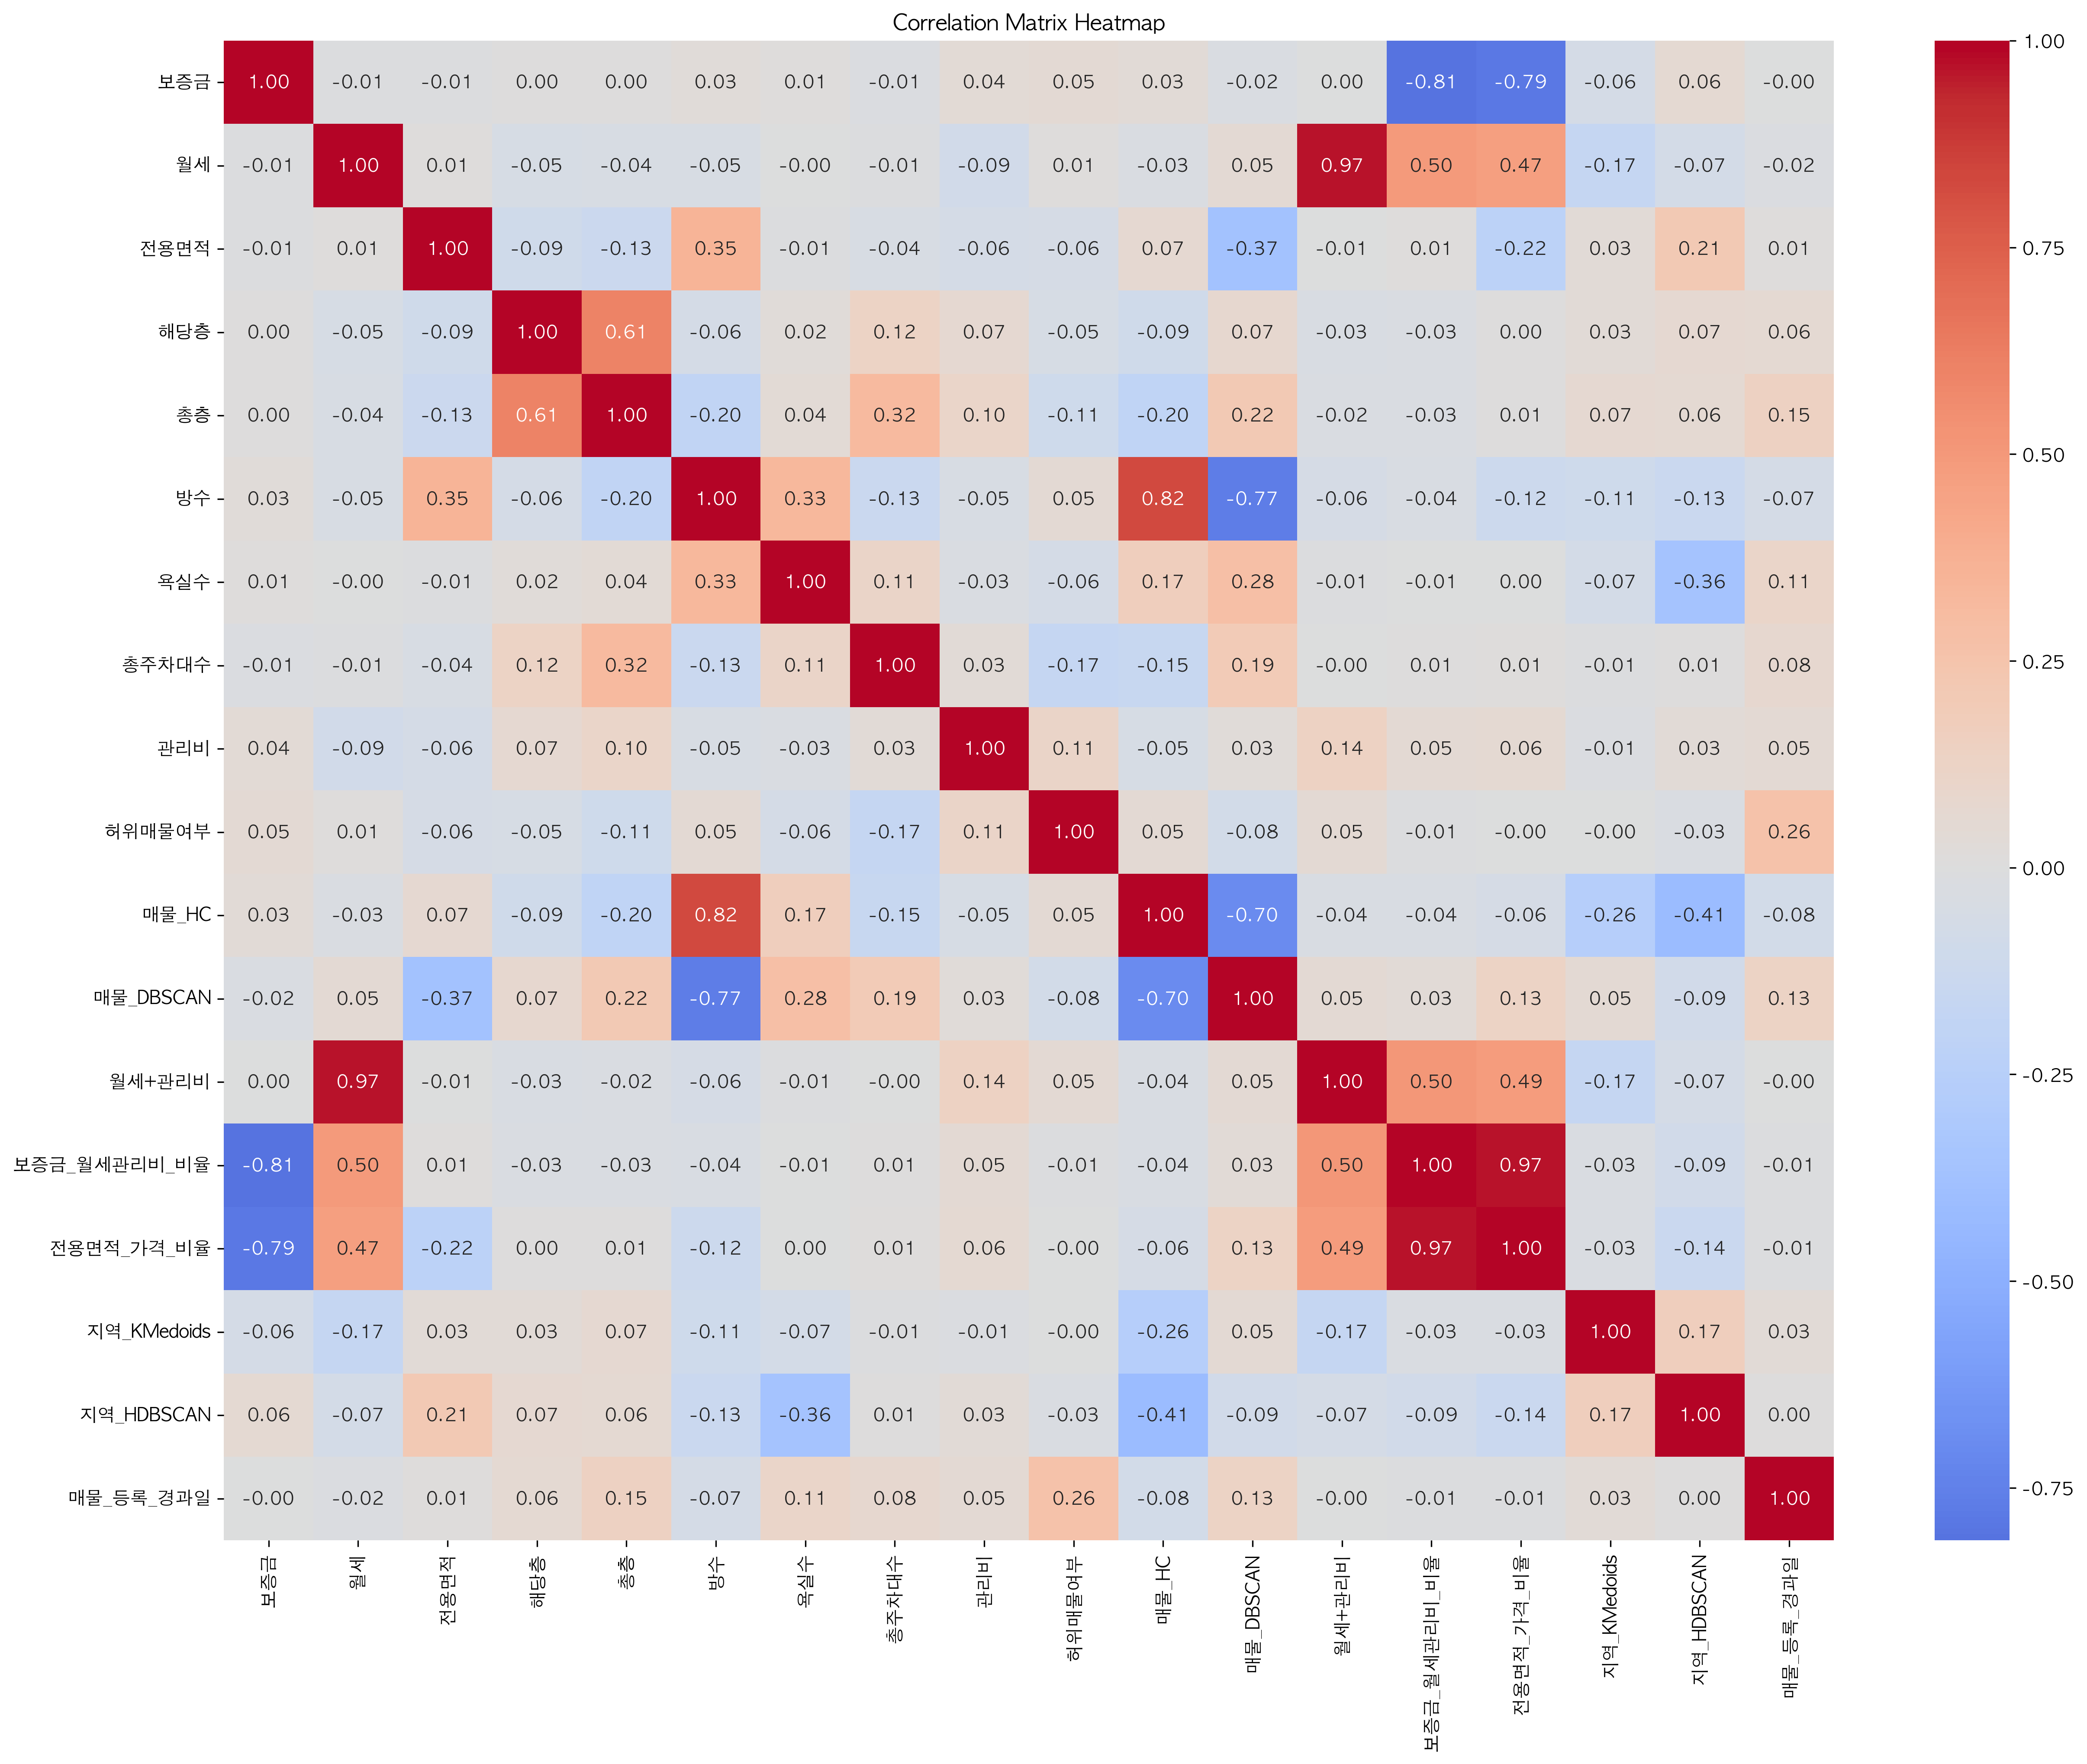 Correlation Matrix Heatmap
보증금 1.00 -0.01 -0.01 0.00 0.00 0.03 0.01 -0.01 0.04 0.05 0.03 -0.02 0.00 -0.81 -0.79 -0.06 0.06 -0.00
월세 -0.01 1.00 0.01 -0.05 -0.04 -0.05 -0.00 -0.01 -0.09 0.01 -0.03 0.05 0.97 0.50 0.47 -0.17 -0.07 -0.02
전용면적 -0.01 0.01 1.00 -0.09 -0.13 0.35 -0.01 -0.04 -0.06 -0.06 0.07 -0.37 -0.01 0.01 -0.22 0.03 0.21 0.01
해당층 0.00 -0.05 -0.09 1.00 0.61 -0.06 0.02 0.12 0.07 -0.05 -0.09 0.07 -0.03 -0.03 0.00 0.03 0.07 0.06
총층 0.00 -0.04 -0.13 0.61 1.00 -0.20 0.04 0.32 0.10 -0.11 -0.20 0.22 -0.02 -0.03 0.01 0.07 0.06 0.15
방수 0.03 -0.05 0.35 -0.06 -0.20 1.00 0.33 -0.13 -0.05 0.05 0.82 -0.77 -0.06 -0.04 -0.12 -0.11 -0.13 -0.07
욕실수 0.01 -0.00 -0.01 0.02 0.04 0.33 1.00 0.11 -0.03 -0.06 0.17 0.28 -0.01 -0.01 0.00 -0.07 -0.36 0.11
총주차대수 -0.01 -0.01 -0.04 0.12 0.32 -0.13 0.11 1.00 0.03 -0.17 -0.15 0.19 -0.00 0.01 0.01 -0.01 0.01 0.08
관리비 0.04 -0.09 -0.06 0.07 0.10 -0.05 -0.03 0.03 1.00 0.11 -0.05 0.03 0.14 0.05 0.06 -0.01 0.03 0.05
허위매물여부 0.05 0.01 -0.06 -0.05 -0.11 0.05 -0.06 -0.17 0.11 1.00 0.05 -0.08 0.05 -0.01 -0.00 -0.00 -0.03 0.26
매물_HC 0.03 -0.03 0.07 -0.09 -0.20 0.82 0.17 -0.15 -0.05 0.05 1.00 -0.70 -0.04 -0.04 -0.06 -0.26 -0.41 -0.08
매물_DBSCAN -0.02 0.05 -0.37 0.07 0.22 -0.77 0.28 0.19 0.03 -0.08 -0.70 1.00 0.05 0.03 0.13 0.05 -0.09 0.13
월세+관리비 0.00 0.97 -0.01 -0.03 -0.02 -0.06 -0.01 -0.00 0.14 0.05 -0.04 0.05 1.00 0.50 0.49 -0.17 -0.07 -0.00
보증금_월세관리비_비율 -0.81 0.50 0.01 -0.03 -0.03 -0.04 -0.01 0.01 0.05 -0.01 -0.04 0.03 0.50 1.00 0.97 -0.03 -0.09 -0.01
전용면적_가격_비율 -0.79 0.47 -0.22 0.00 0.01 -0.12 0.00 0.01 0.06 -0.00 -0.06 0.13 0.49 0.97 1.00 -0.03 -0.14 -0.01
지역_KMedoids -0.06 -0.17 0.03 0.03 0.07 -0.11 -0.07 -0.01 -0.01 -0.00 -0.26 0.05 -0.17 -0.03 -0.03 1.00 0.17 0.03
지역_HDBSCAN 0.06 -0.07 0.21 0.07 0.06 -0.13 -0.36 0.01 0.03 -0.03 -0.41 -0.09 -0.07 -0.09 -0.14 0.17 1.00 0.00
매물_등록_경과일 -0.00 -0.02 0.01 0.06 0.15 -0.07 0.11 0.08 0.05 0.26 -0.08 0.13 -0.00 -0.01 -0.01 0.03 0.00 1.00
보증금
월세
전용면적
해당층
총층
방수
욕실수
총주차대수
관리비
허위매물여부
매물_HC
매물_DBSCAN
월세+관리비
보증금_월세관리비_비율
전용면적_가격_비율
지역_KMedoids
지역_HDBSCAN
매물_등록_경과일
1.00
0.75
0.50
0.25
0.00
-0.25
-0.50
-0.75